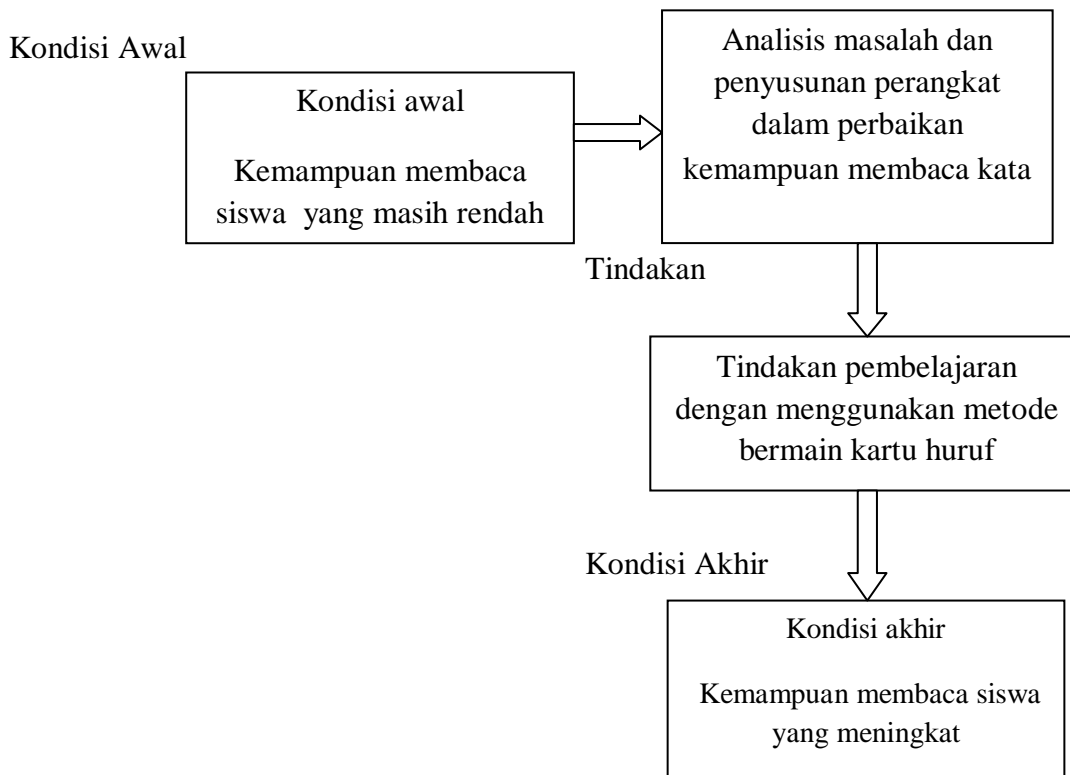 Kondisi Awal
Kondisi awal
Kemampuan membaca
siswa yang masih rendah
Analisis masalah dan
penyusunan perangkat
dalam perbaikan
kemampuan membaca kata
Tindakan
Tindakan pembelajaran
dengan menggunakan metode
bermain kartu huruf
Kondisi Akhir
Kondisi akhir
Kemampuan membaca siswa
yang meningkat